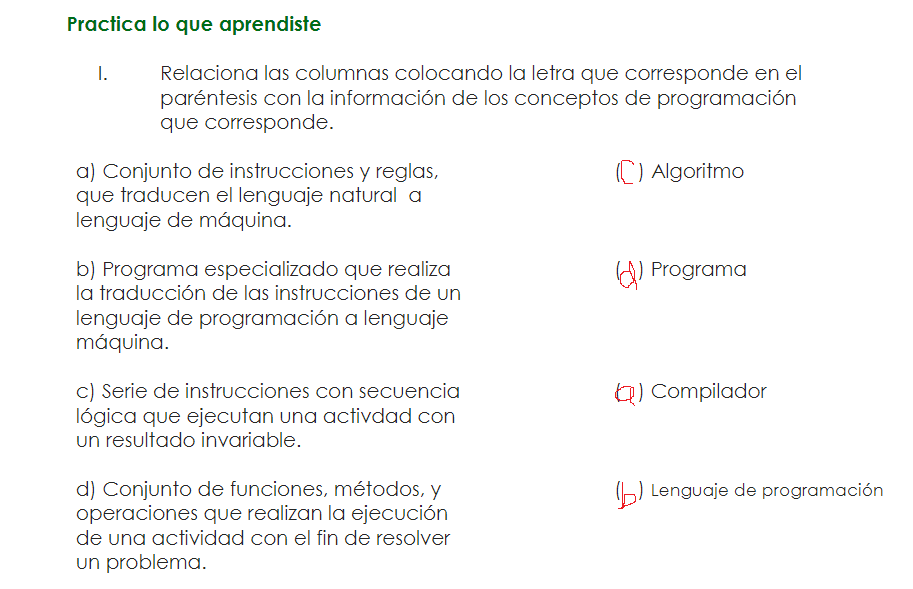 Practica lo que aprendiste
I. Relaciona las columnas colocando la letra que corresponde en el
paréntesis con la información de los conceptos de programación
que corresponde.
a) Conjunto de instrucciones y reglas,
que traducen el lenguaje natural a
lenguaje de máquina.
(C) Algoritmo
b) Programa especializado que realiza
la traducción de las instrucciones de un
lenguaje de programación a lenguaje
máquina.
(d) Programa
c) Serie de instrucciones con secuencia
lógica que ejecutan una activdad con
un resultado invariable.
(a) Compilador
d) Conjunto de funciones, métodos, y
operaciones que realizan la ejecución
de una actividad con el fin de resolver
un problema.
(b) Lenguaje de programación